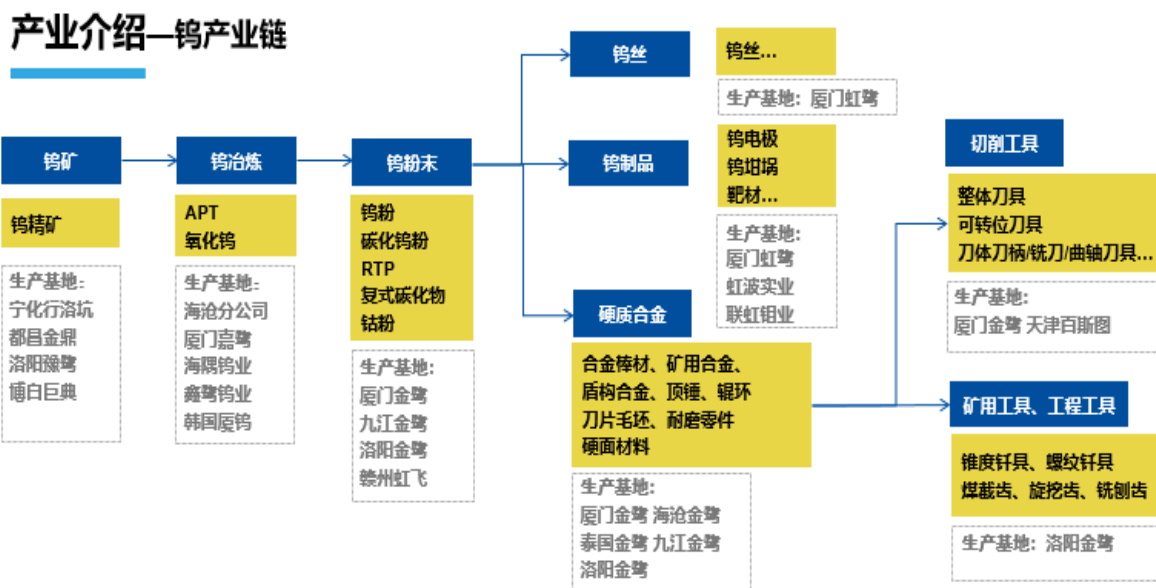 产业介绍—钨产业链
钨矿
钨精矿
生产基地：
宁化行洛坑
都昌金鼎
洛阳豫鹭
博白巨典
钨冶炼
APT
氧化钨
生产基地：
海沧分公司
厦门嘉鹭
海隅钨业
鑫鹭钨业
韩国厦钨
钨粉末
钨粉
碳化钨粉
RTP
复式碳化物
钴粉
生产基地：
厦门金鹭
九江金鹭
洛阳金鹭
赣州虹飞
钨丝
钨丝...
生产基地：厦门虹鹭
钨制品
钨电极
钨坩埚
靶材...
生产基地：
厦门虹鹭
虹波实业
联虹钼业
硬质合金
合金棒材、矿用合金、
盾构合金、顶锤、辊环
刀片毛坯、耐磨零件
硬面材料
生产基地：
厦门金鹭 海沧金鹭
泰国金鹭 九江金鹭
洛阳金鹭
切削工具
整体刀具
可转位刀具
刀体刀柄/铣刀/曲轴刀具...
生产基地：
厦门金鹭 天津百斯图
矿用工具、工程工具
锥度钎具、螺纹钎具
煤截齿、旋挖齿、铣刨齿
生产基地：洛阳金鹭